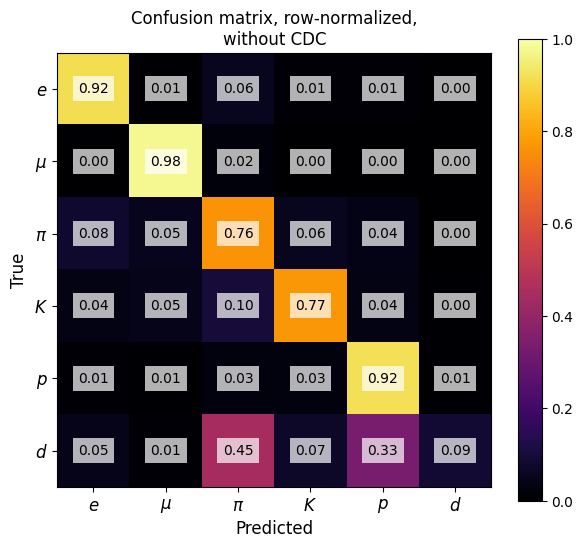 Confusion matrix, row-normalized,
without CDC
1.0
e 0.92 0.01 0.06 0.01 0.01 0.00
μ 0.00 0.98 0.02 0.00 0.00 0.00
0.8
π 0.08 0.05 0.76 0.06 0.04 0.00
0.6
True
K 0.04 0.05 0.10 0.77 0.04 0.00
0.4
p 0.01 0.01 0.03 0.03 0.92 0.01
0.2
d 0.05 0.01 0.45 0.07 0.33 0.09
0.0
e μ π K p d
Predicted